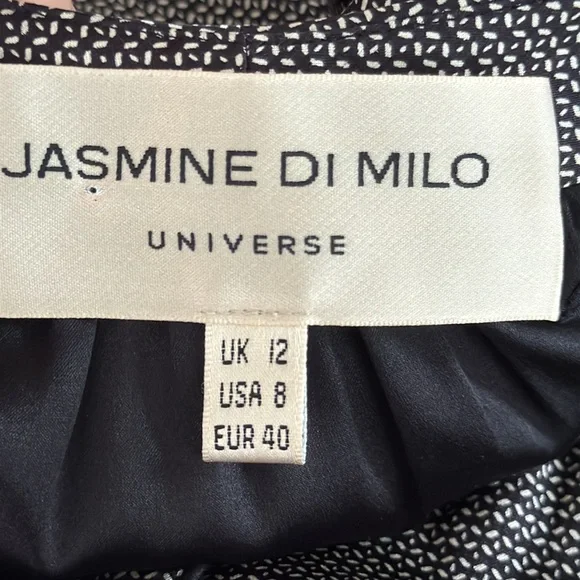 JASMINE DI MILO
UNIVERSE
UK 12
USA 8
EUR 40